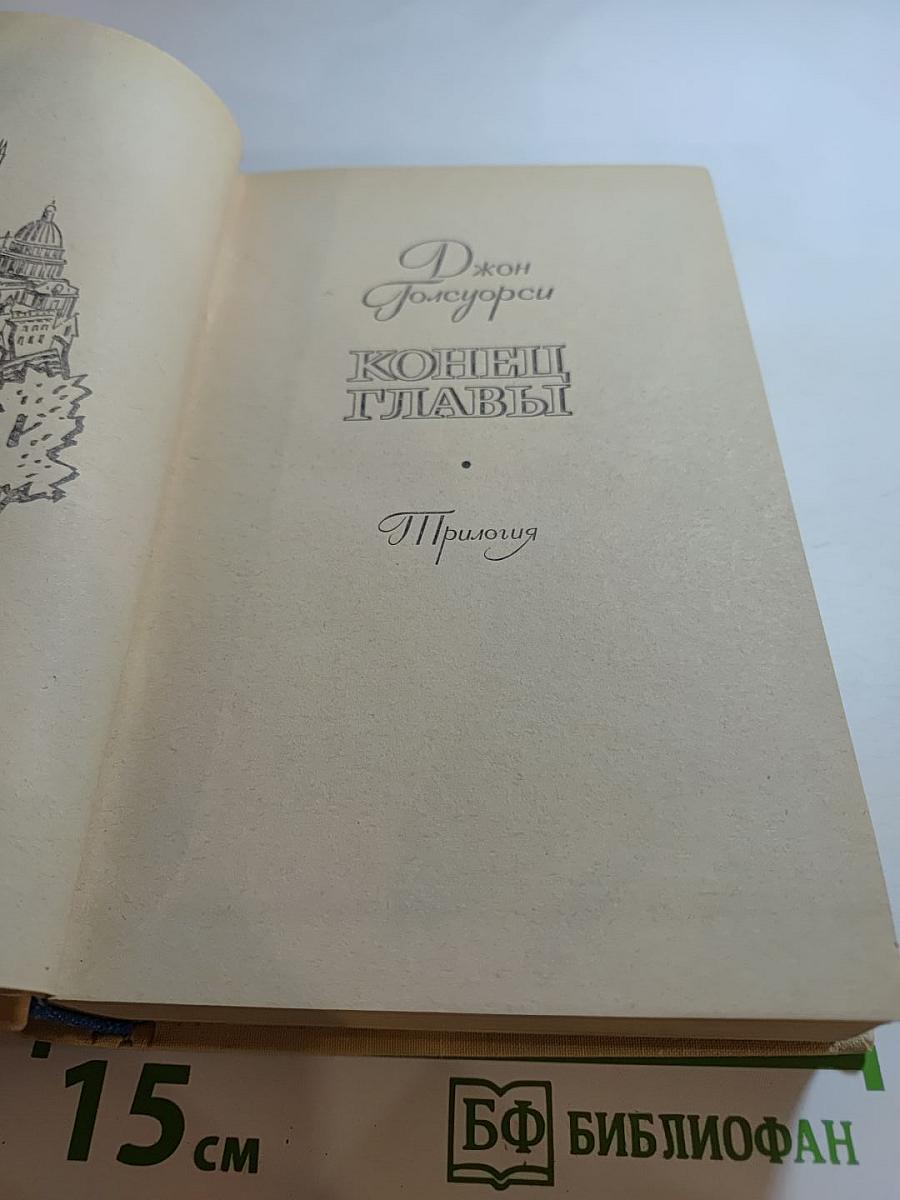 Джон
Голсуорси
КОНЕЦ
ГЛАВЫ
Трилогия
15 см
БФ БИБЛИОФАН